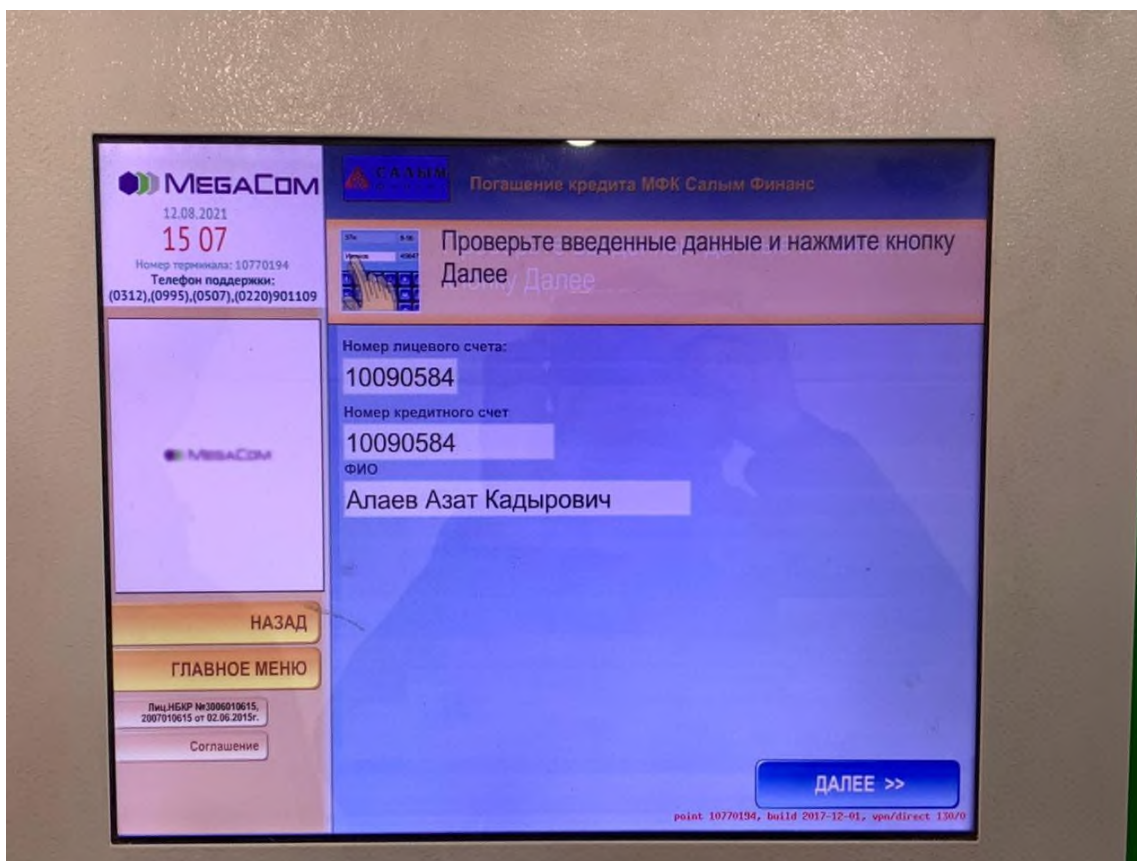 MEGACOM
12.08.2021
15 07
Номер терминала: 10770194
Телефон поддержки:
(0312),(0995),(0507),(0220)901109
MEGACOM
НАЗАД
ГЛАВНОЕ МЕНЮ
Лиц.НБКР №3006010615,
2007010615 от 02.06.2015г.
Соглашение
САЛЫМ
Погашение кредита МФК Салым Финанс
Проверьте введенные данные и нажмите кнопку
Далее
Номер лицевого счета:
10090584
Номер кредитного счет
10090584
ФИО
Алаев Азат Кадырович
ДАЛЕЕ >>
point 10770194, build 2017-12-01, vpn/direct 130/0